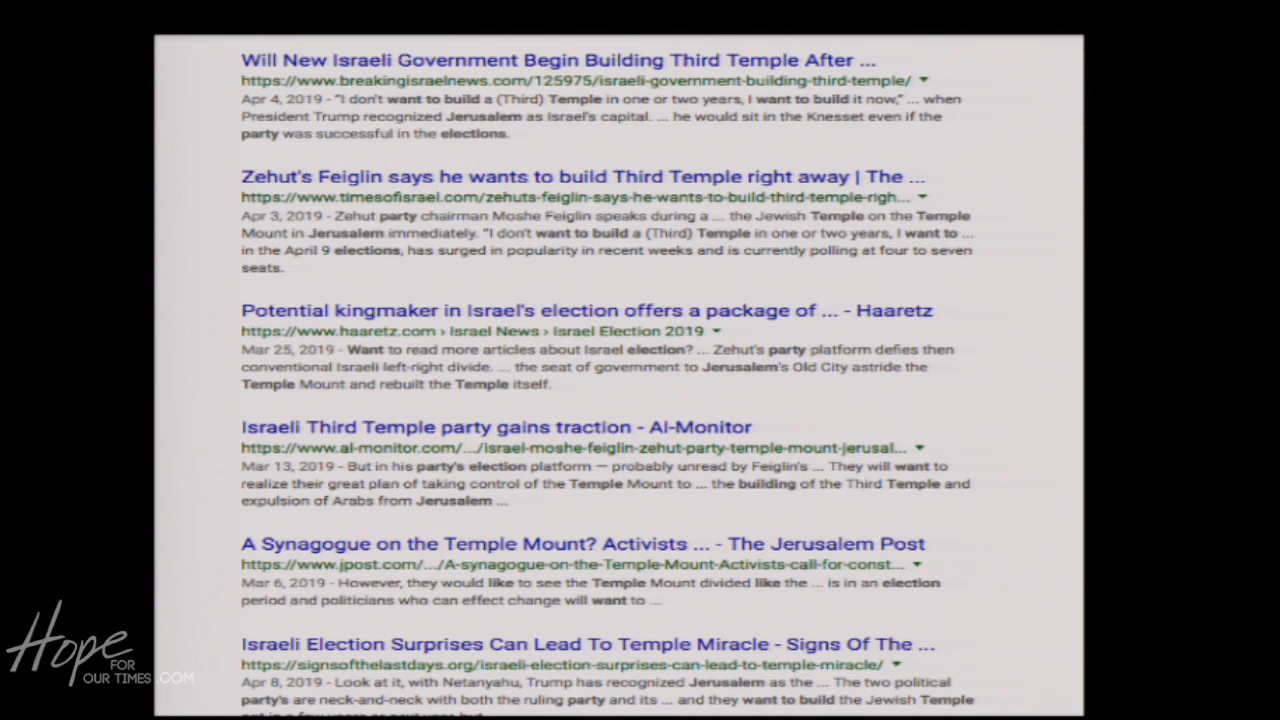 Will New Israeli Government Begin Building Third Temple After ...
https://www.breakingisraelnews.com/125975/israeli-government-building-third-temple/
Apr 4, 2019 - "I don't want to build a (Third) Temple in one or two years, I want to build it now," ... when
President Trump recognized Jerusalem as Israel's capital. ... he would sit in the Knesset even if the
party was successful in the elections.
Zehut's Feiglin says he wants to build Third Temple right away | The ...
https://www.timesofisrael.com/zehuts-feiglin-says-he-wants-to-build-third-temple-righ...
Apr 3, 2019 - Zehut party chairman Moshe Feiglin speaks during a ... the Jewish Temple on the Temple
Mount in Jerusalem immediately. "I don't want to build a (Third) Temple in one or two years, I want to ...
in the April 9 elections, has surged in popularity in recent weeks and is currently polling at four to seven
seats.
Potential kingmaker in Israel's election offers a package of ... - Haaretz
https://www.haaretz.com › Israel News › Israel Election 2019
Mar 25, 2019 - Want to read more articles about Israel election? ... Zehut's party platform defies then
conventional Israeli left-right divide. ... the seat of government to Jerusalem's Old City astride the
Temple Mount and rebuilt the Temple itself.
Israeli Third Temple party gains traction - Al-Monitor
https://www.al-monitor.com/.../israel-moshe-feiglin-zehut-party-temple-mount-jerusal...
Mar 13, 2019 - But in his party's election platform — probably unread by Feiglin's ... They will want to
realize their great plan of taking control of the Temple Mount to ... the building of the Third Temple and
expulsion of Arabs from Jerusalem ...
A Synagogue on the Temple Mount? Activists ... - The Jerusalem Post
https://www.jpost.com/.../A-synagogue-on-the-Temple-Mount-Activists-call-for-const...
Mar 6, 2019 - However, they would like to see the Temple Mount divided like the ... is in an election
period and politicians who can effect change will want to ...
Israeli Election Surprises Can Lead To Temple Miracle - Signs Of The ...
https://signsofthelastdays.org/israeli-election-surprises-can-lead-to-temple-miracle/
Apr 8, 2019 - Look at it, with Netanyahu, Trump has recognized Jerusalem as the ... The two political
party's are neck-and-neck with both the ruling party and its ... and they want to build the Jewish Temple
Hope
FOR
OUR TIMES.COM